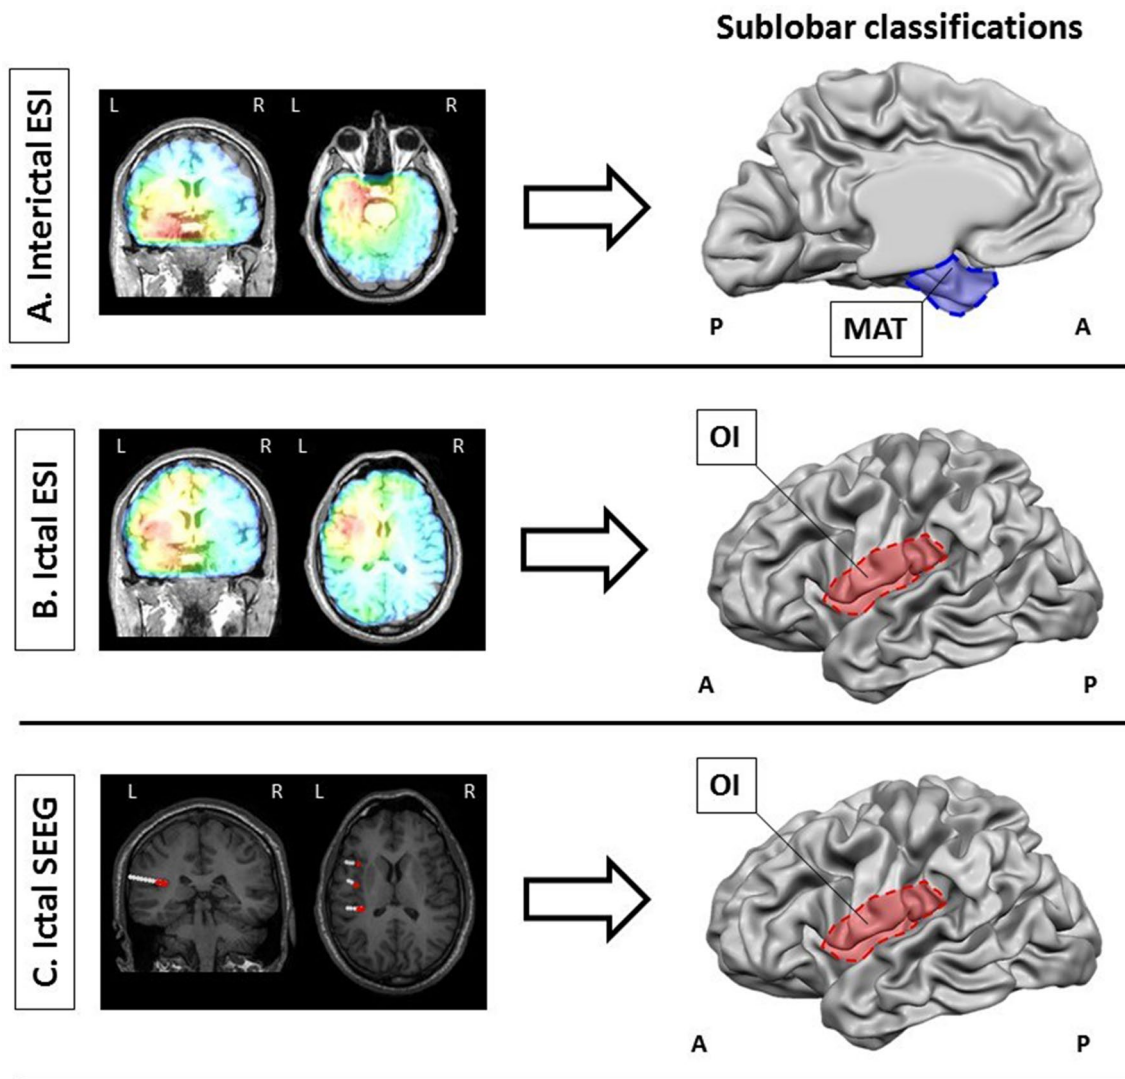 Sublobar classifications
A. Interictal ESI
L R L R
MAT
P A
B. Ictal ESI
L R L R
OI
A P
C. Ictal SEEG
L R L R
OI
A P